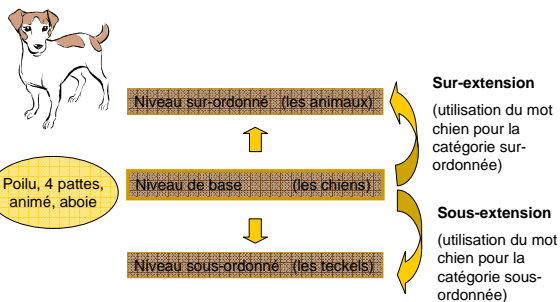 Niveau sur-ordonné (les animaux)
Sur-extension
(utilisation du mot
chien pour la
catégorie sur-
ordonnée)
Poilu, 4 pattes,
animé, aboie
Niveau de base (les chiens)
Sous-extension
(utilisation du mot
chien pour la
catégorie sous-
ordonnée)
Niveau sous-ordonné (les teckels)